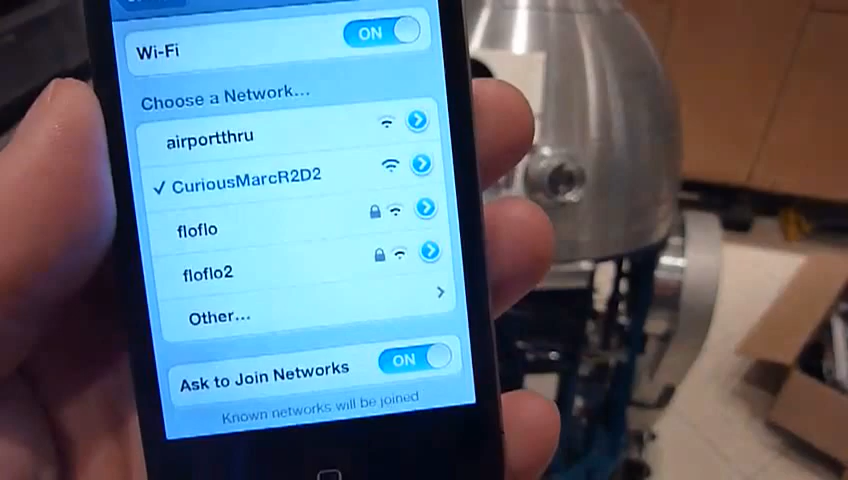 Wi-Fi
ON
Choose a Network...
airportthru
CuriousMarcR2D2
floflo
floflo2
Other...
Ask to Join Networks
ON
Known networks will be joined